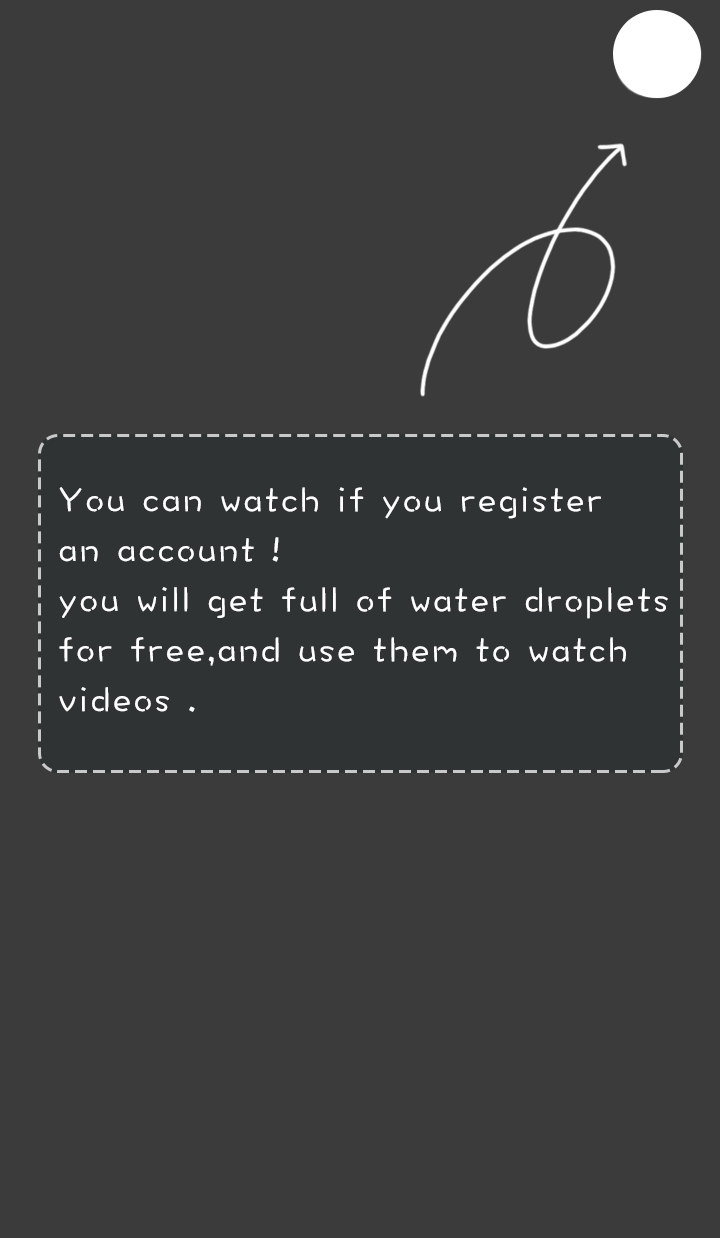 You can watch if you register
an account !
you will get full of water droplets
for free,and use them to watch
videos .